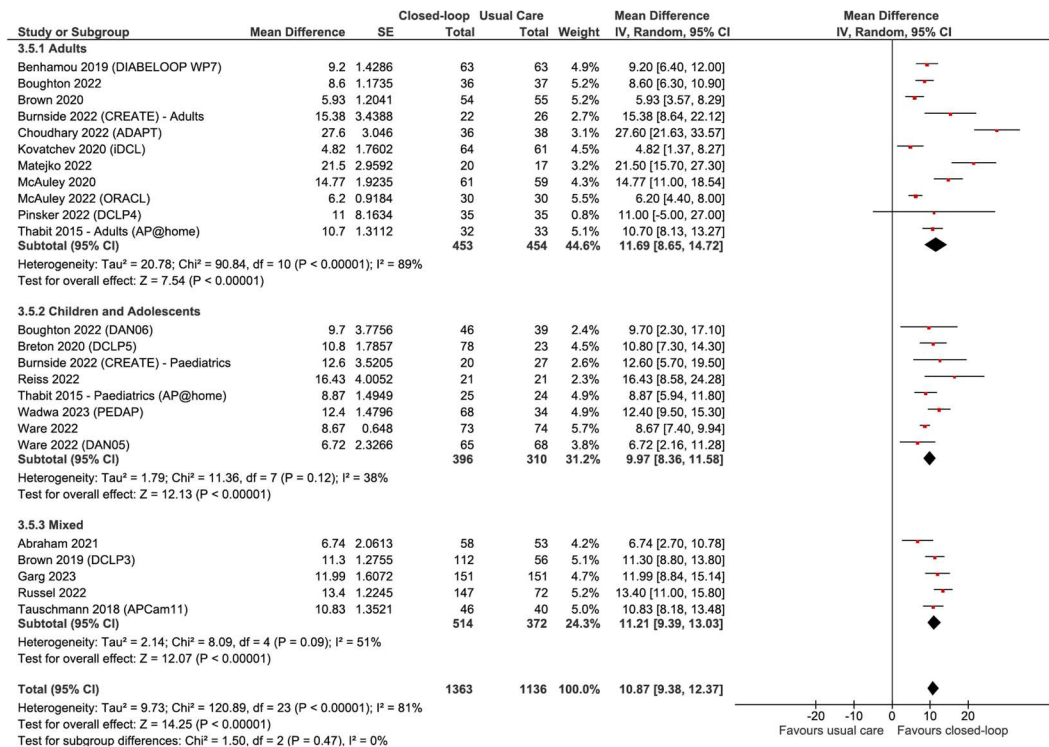 Closed-loop Usual Care Mean Difference Mean Difference
Study or Subgroup Mean Difference SE Total Total Weight IV, Random, 95% CI IV, Random, 95% CI
3.5.1 Adults
Benhamou 2019 (DIABELOOP WP7) 9.2 1.4286 63 63 4.9% 9.20 [6.40, 12.00]
Boughton 2022 8.6 1.1735 36 37 5.2% 8.60 [6.30, 10.90]
Brown 2020 5.93 1.2041 54 55 5.2% 5.93 [3.57, 8.29]
Burnside 2022 (CREATE) - Adults 15.38 3.4388 22 26 2.7% 15.38 [8.64, 22.12]
Choudhary 2022 (ADAPT) 27.6 3.046 36 38 3.1% 27.60 [21.63, 33.57]
Kovatchev 2020 (iDCL) 4.82 1.7602 64 61 4.5% 4.82 [1.37, 8.27]
Matejko 2022 21.5 2.9592 20 17 3.2% 21.50 [15.70, 27.30]
McAuley 2020 14.77 1.9235 61 59 4.3% 14.77 [11.00, 18.54]
McAuley 2022 (ORACL) 6.2 0.9184 30 30 5.4% 6.20 [4.40, 8.00]
Pinsker 2022 (DCLP4) 11 8.1634 35 35 0.8% 11.00 [-5.00, 27.00]
Thabit 2015 - Adults (AP@home) 10.7 1.3112 32 33 5.1% 10.70 [8.13, 13.27]
Subtotal (95% CI) 453 454 44.6% 11.69 [8.65, 14.72]
Heterogeneity: Tau² = 20.78; Chi² = 90.84, df = 10 (P < 0.00001); I² = 89%
Test for overall effect: Z = 7.54 (P < 0.00001)
3.5.2 Children and Adolescents
Boughton 2022 (DAN06) 9.7 3.7756 46 39 2.4% 9.70 [2.30, 17.10]
Breton 2020 (DCLP5) 10.8 1.7857 78 23 4.5% 10.80 [7.30, 14.30]
Burnside 2022 (CREATE) - Paediatrics 12.6 3.5205 20 27 2.6% 12.60 [5.70, 19.50]
Reiss 2022 16.43 4.0052 21 21 2.3% 16.43 [8.58, 24.28]
Thabit 2015 - Paediatrics (AP@home) 8.87 1.4949 25 24 4.8% 8.87 [5.94, 11.80]
Wadwa 2023 (PEDAP) 12.4 1.4796 68 34 4.9% 12.40 [9.50, 15.30]
Ware 2022 8.67 0.648 73 74 5.7% 8.67 [7.40, 9.94]
Ware 2022 (DAN05) 6.72 2.3266 65 68 3.8% 6.72 [2.16, 11.28]
Subtotal (95% CI) 396 310 31.2% 9.97 [8.36, 11.58]
Heterogeneity: Tau² = 1.79; Chi² = 11.36, df = 7 (P = 0.12); I² = 38%
Test for overall effect: Z = 12.13 (P < 0.00001)
3.5.3 Mixed
Abraham 2021 6.74 2.0613 58 53 4.2% 6.74 [2.70, 10.78]
Brown 2019 (DCLP3) 11.3 1.2755 112 56 5.1% 11.30 [8.80, 13.80]
Garg 2023 11.99 1.6072 151 151 4.7% 11.99 [8.84, 15.14]
Russel 2022 13.4 1.2245 147 72 5.2% 13.40 [11.00, 15.80]
Tauschmann 2018 (APCam11) 10.83 1.3521 46 40 5.0% 10.83 [8.18, 13.48]
Subtotal (95% CI) 514 372 24.3% 11.21 [9.39, 13.03]
Heterogeneity: Tau² = 2.14; Chi² = 8.09, df = 4 (P = 0.09); I² = 51%
Test for overall effect: Z = 12.07 (P < 0.00001)
Total (95% CI) 1363 1136 100.0% 10.87 [9.38, 12.37]
Heterogeneity: Tau² = 9.73; Chi² = 120.89, df = 23 (P < 0.00001); I² = 81%
Test for overall effect: Z = 14.25 (P < 0.00001)
Test for subgroup differences: Chi² = 1.50, df = 2 (P = 0.47), I² = 0%
-20 -10 0 10 20
Favours usual care Favours closed-loop